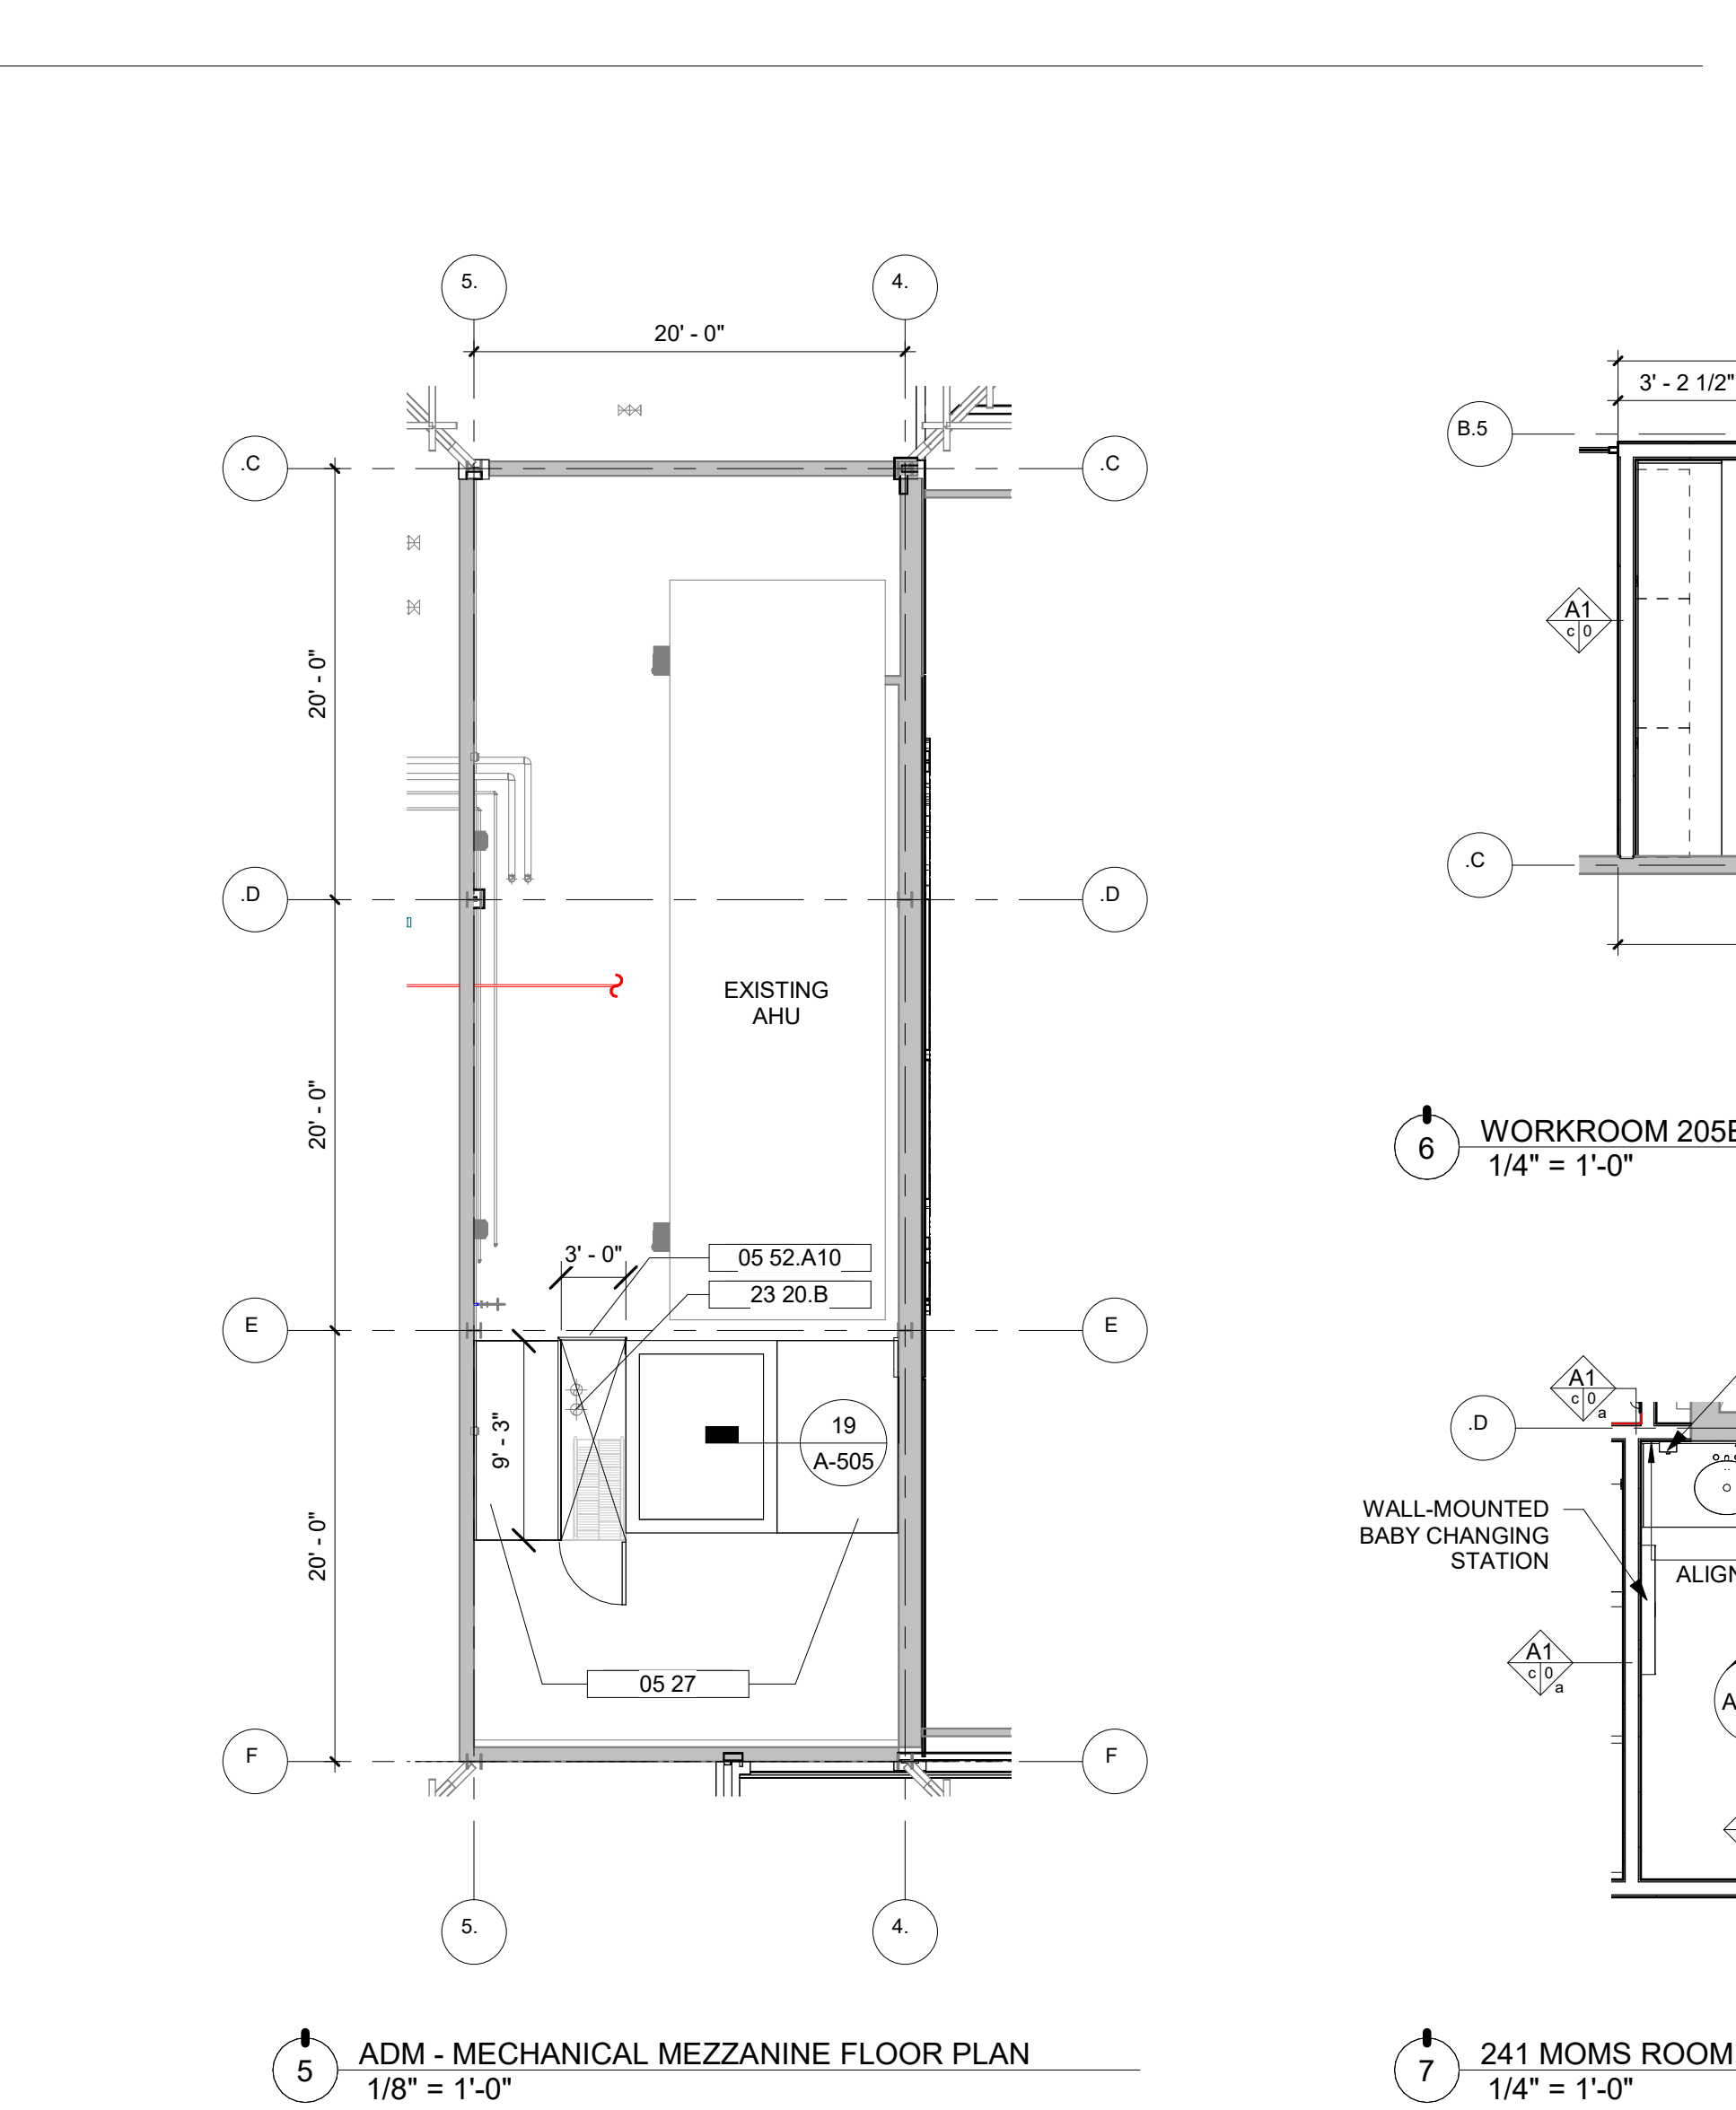 5.
4.
20' - 0"
.C
.C
20' - 0"
.D
.D
EXISTING
AHU
20' - 0"
3' - 0"
05 52.A10
23 20.B
E
E
9' - 3"
19
A-505
20' - 0"
05 27
F
F
5.
4.
5
ADM - MECHANICAL MEZZANINE FLOOR PLAN
1/8" = 1'-0"
3' - 2 1/2"
B.5
A1
c 0
.C
6
WORKROOM 205
1/4" = 1'-0"
A1
c 0
a
.D
WALL-MOUNTED
BABY CHANGING
STATION
ALIGN
A1
c 0
a
A
7
241 MOMS ROOM
1/4" = 1'-0"